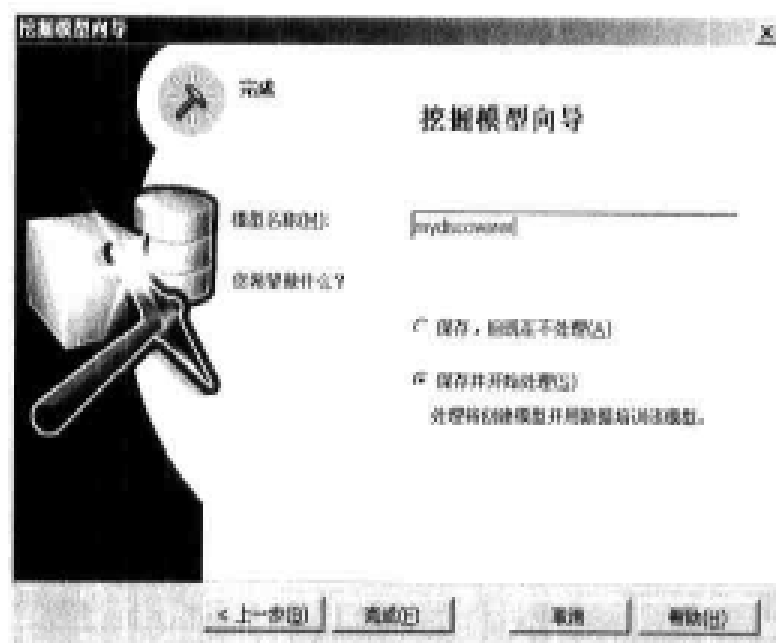 挖掘模型向导
完成
挖掘模型向导
模型名称(M):
您希望做什么?
保存,但现在不处理(A)
保存并开始处理(S)
处理将创建模型并用数据培训该模型。
< 上一步(B)
完成(F)
取消
帮助(H)